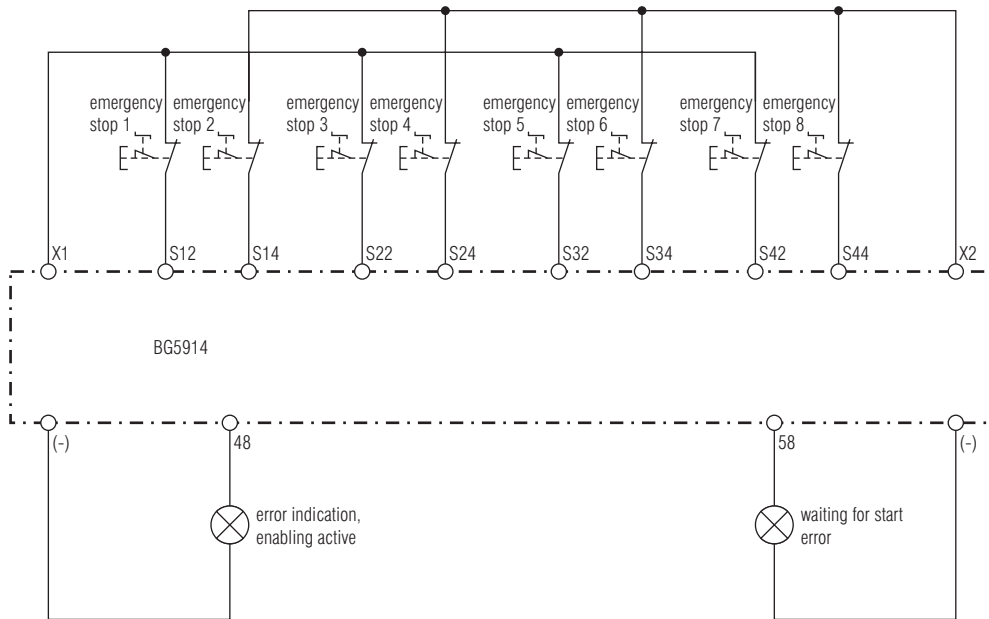 emergency
stop 1
emergency
stop 2
emergency
stop 3
emergency
stop 4
emergency
stop 5
emergency
stop 6
emergency
stop 7
emergency
stop 8
X1
S12
S14
S22
S24
S32
S34
S42
S44
X2
BG5914
(-)
48
58
(-)
error indication,
enabling active
waiting for start
error